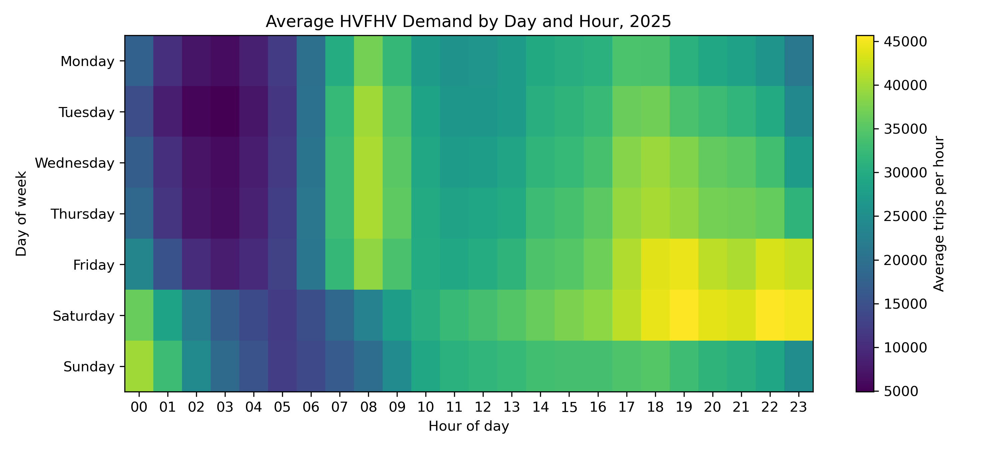 Average HVFHV Demand by Day and Hour, 2025
Day of week
Monday
Tuesday
Wednesday
Thursday
Friday
Saturday
Sunday
00 01 02 03 04 05 06 07 08 09 10 11 12 13 14 15 16 17 18 19 20 21 22 23
Hour of day
45000
40000
35000
30000
25000
20000
15000
10000
5000
Average trips per hour